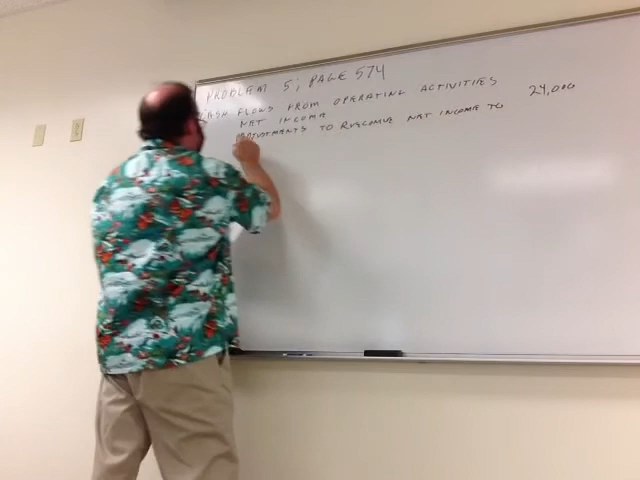 PROBLEM 5; PAGE 574
CASH FLOWS FROM OPERATING ACTIVITIES
NET INCOME 24,000
ADJUSTMENTS TO RECONCILE NET INCOME TO